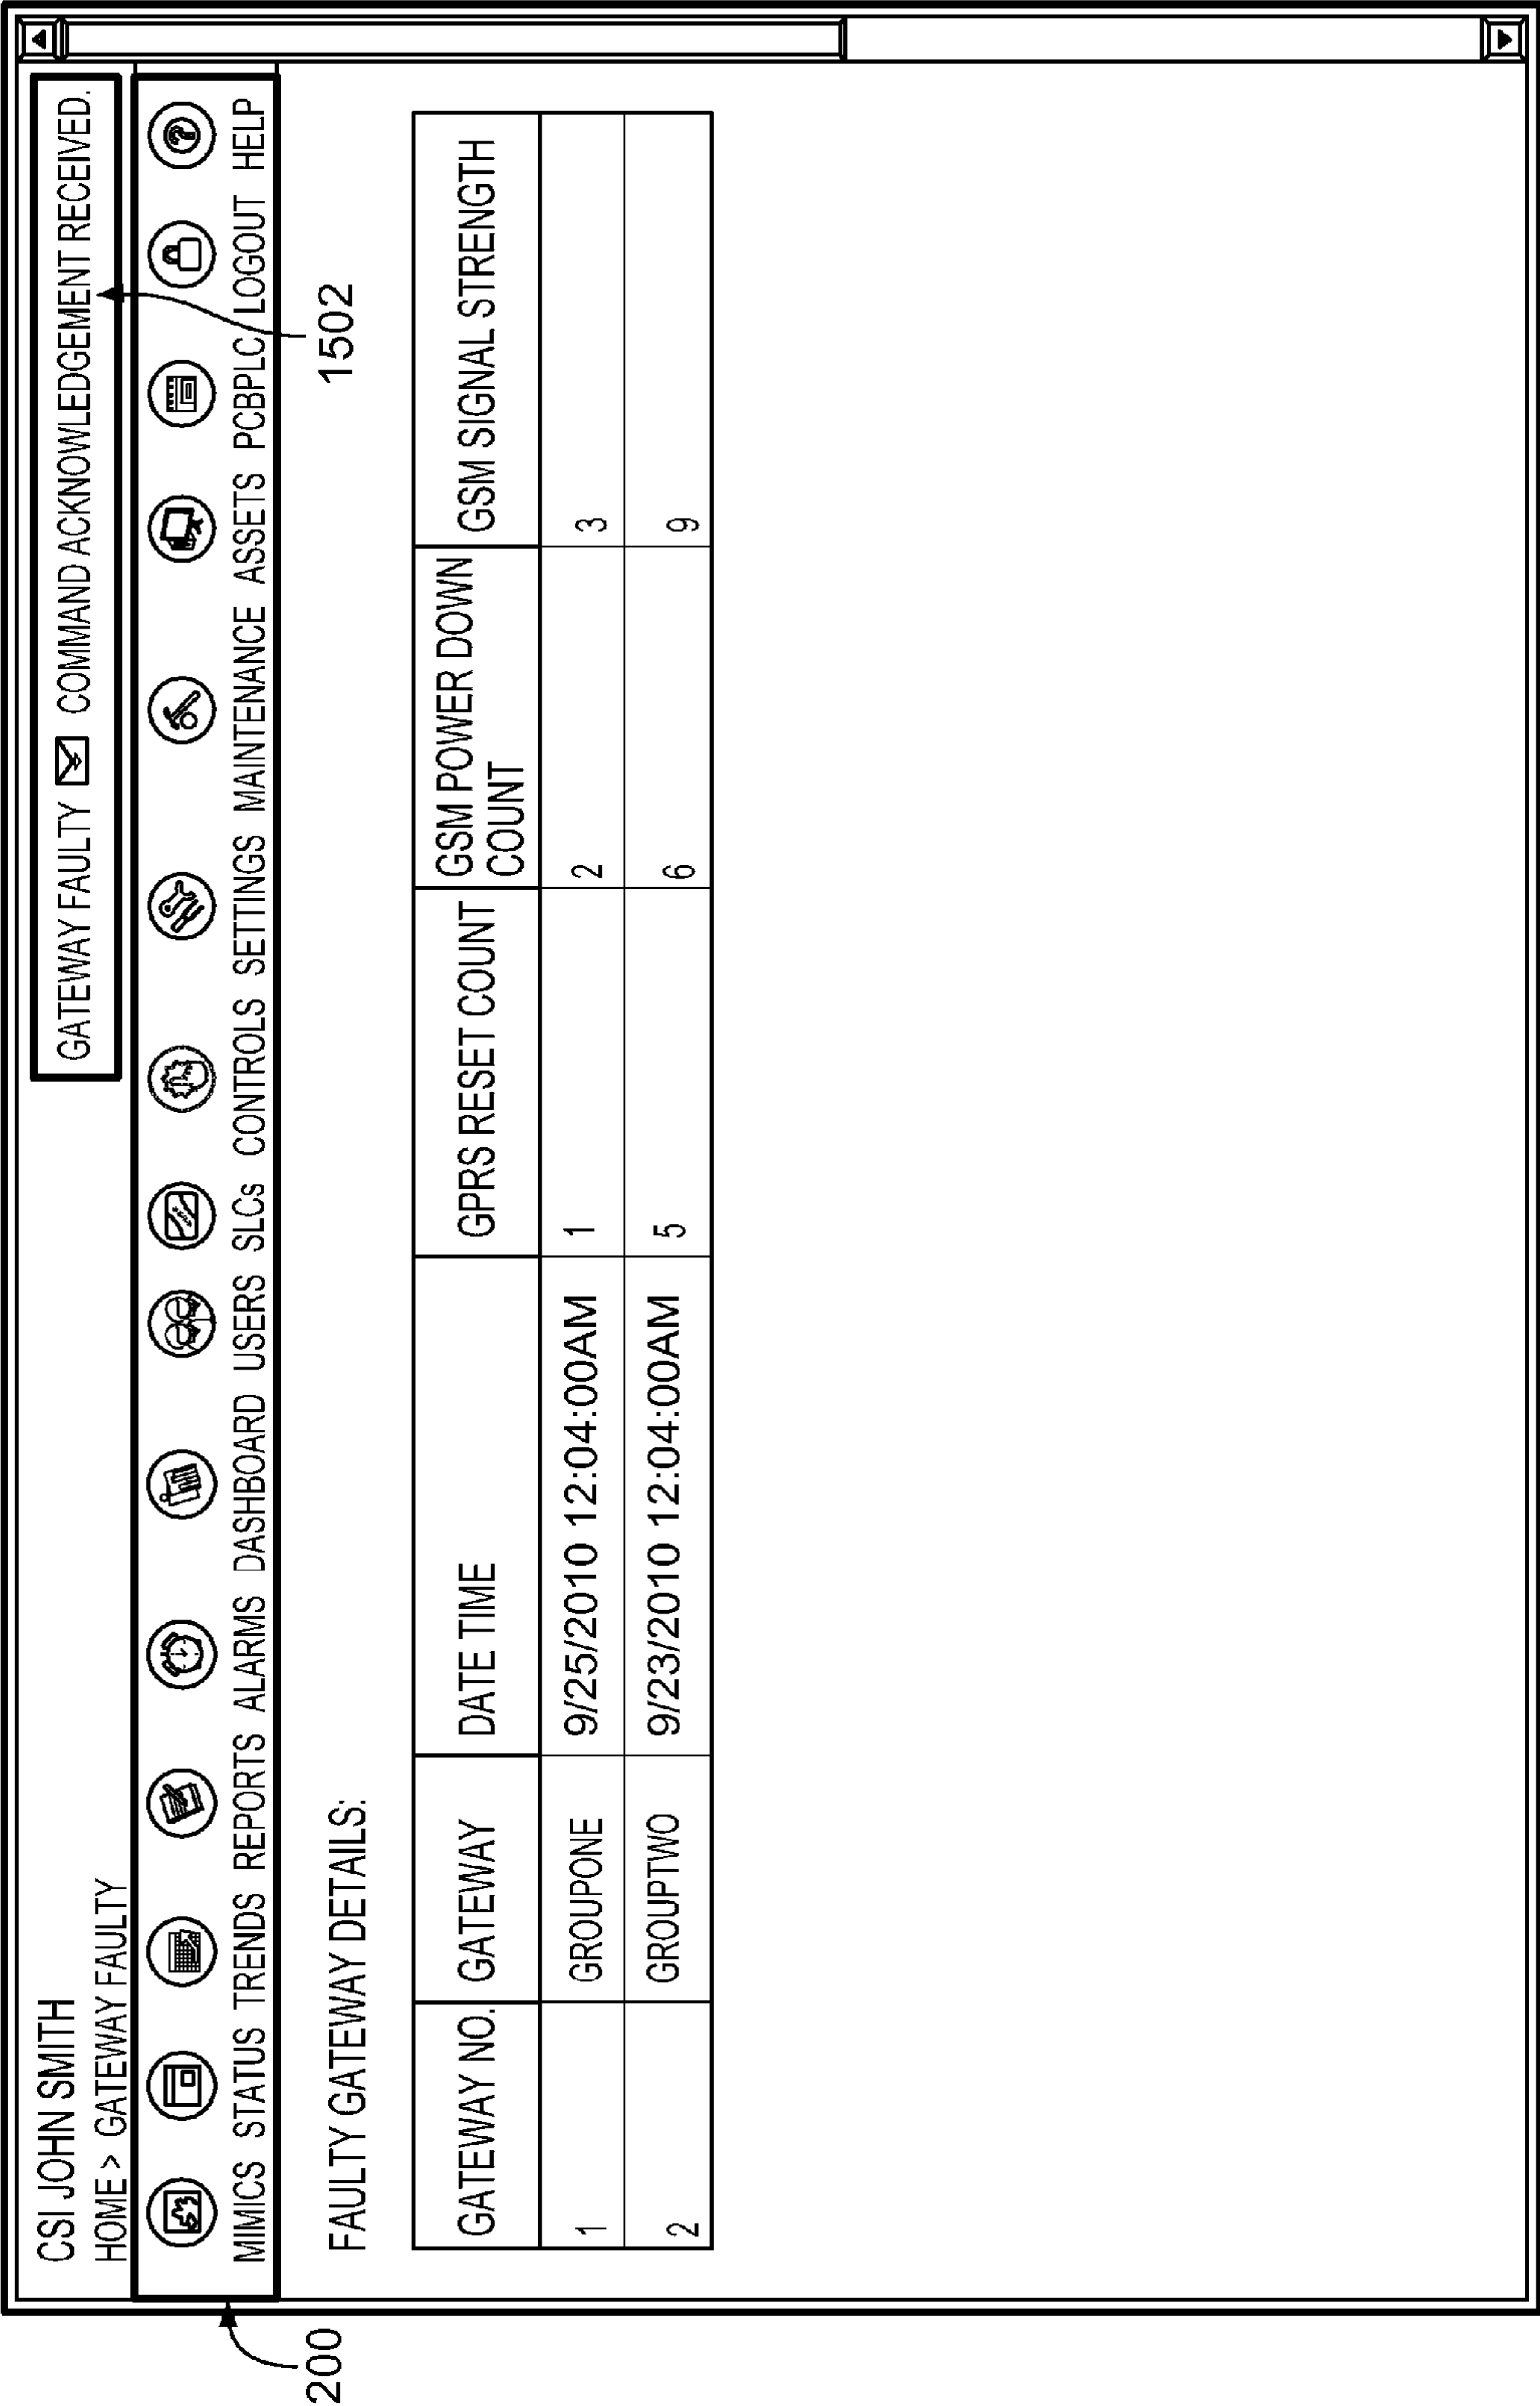 CSI JOHN SMITH
GATEWAY FAULTY COMMAND ACKNOWLEDGEMENT RECEIVED.
HOME > GATEWAY FAULTY
MIMICS STATUS TRENDS REPORTS ALARMS DASHBOARD USERS SLCs CONTROLS SETTINGS MAINTENANCE ASSETS PCBPLC LOGOUT HELP
200
1502
FAULTY GATEWAY DETAILS:
GATEWAY NO. GATEWAY DATE TIME GPRS RESET COUNT GSM POWER DOWN COUNT GSM SIGNAL STRENGTH
1 GROUPONE 9/25/2010 12:04:00AM 1 2 3
2 GROUPTWO 9/23/2010 12:04:00AM 5 6 9